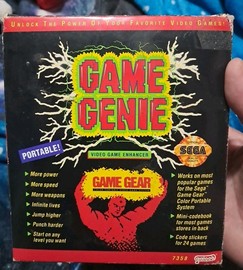 UNLOCK THE POWER OF YOUR FAVORITE VIDEO GAMES!
GAME
GENIE
PORTABLE!
VIDEO GAME ENHANCER
SEGA
GAME GEAR
More power
More speed
More weapons
Infinite lives
Jump higher
Punch harder
Start on any
level you want
Works on most
popular games
for the Sega
Game Gear
Color Portable
System
Mini-codebook
for most games
stored in back
Code stickers
for 24 games
7358
Galoob